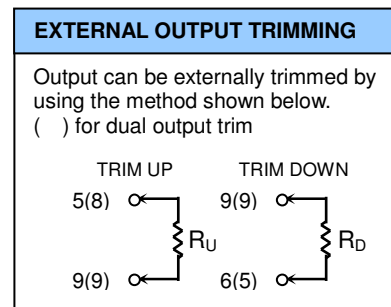 EXTERNAL OUTPUT TRIMMING
Output can be externally trimmed by
using the method shown below.
( ) for dual output trim
TRIM UP TRIM DOWN
5(8) 9(9)
RU RD
9(9) 6(5)